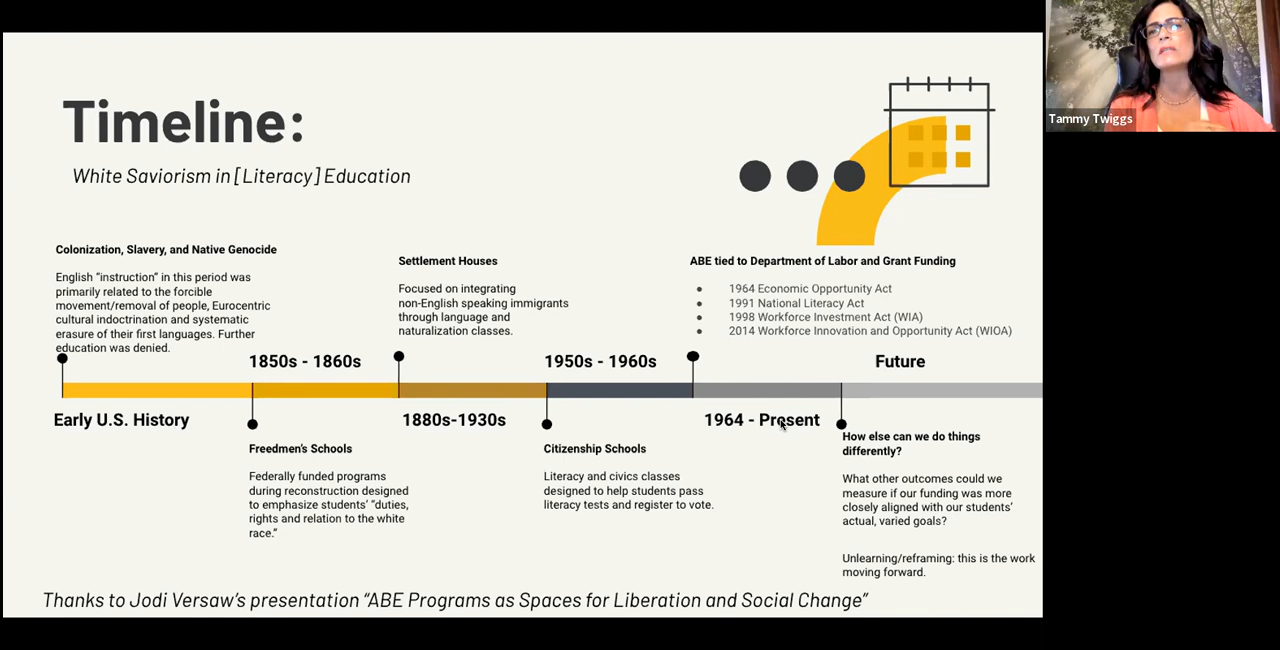 Tammy Twiggs
Timeline:
White Saviorism in [Literacy] Education
Colonization, Slavery, and Native Genocide
English “instruction” in this period was
primarily related to the forcible
movement/removal of people, Eurocentric
cultural indoctrination and systematic
erasure of their first languages. Further
education was denied.
Settlement Houses
Focused on integrating
non-English speaking immigrants
through language and
naturalization classes.
ABE tied to Department of Labor and Grant Funding
● 1964 Economic Opportunity Act
● 1991 National Literacy Act
● 1998 Workforce Investment Act (WIA)
● 2014 Workforce Innovation and Opportunity Act (WIOA)
1850s - 1860s
1950s - 1960s
Future
Early U.S. History
1880s-1930s
1964 - Present
Freedmen’s Schools
Federally funded programs
during reconstruction designed
to emphasize students’ “duties,
rights and relation to the white
race.”
Citizenship Schools
Literacy and civics classes
designed to help students pass
literacy tests and register to vote.
How else can we do things
differently?
What other outcomes could we
measure if our funding was more
closely aligned with our students’
actual, varied goals?
Unlearning/reframing: this is the work
moving forward.
Thanks to Jodi Versaw’s presentation “ABE Programs as Spaces for Liberation and Social Change”